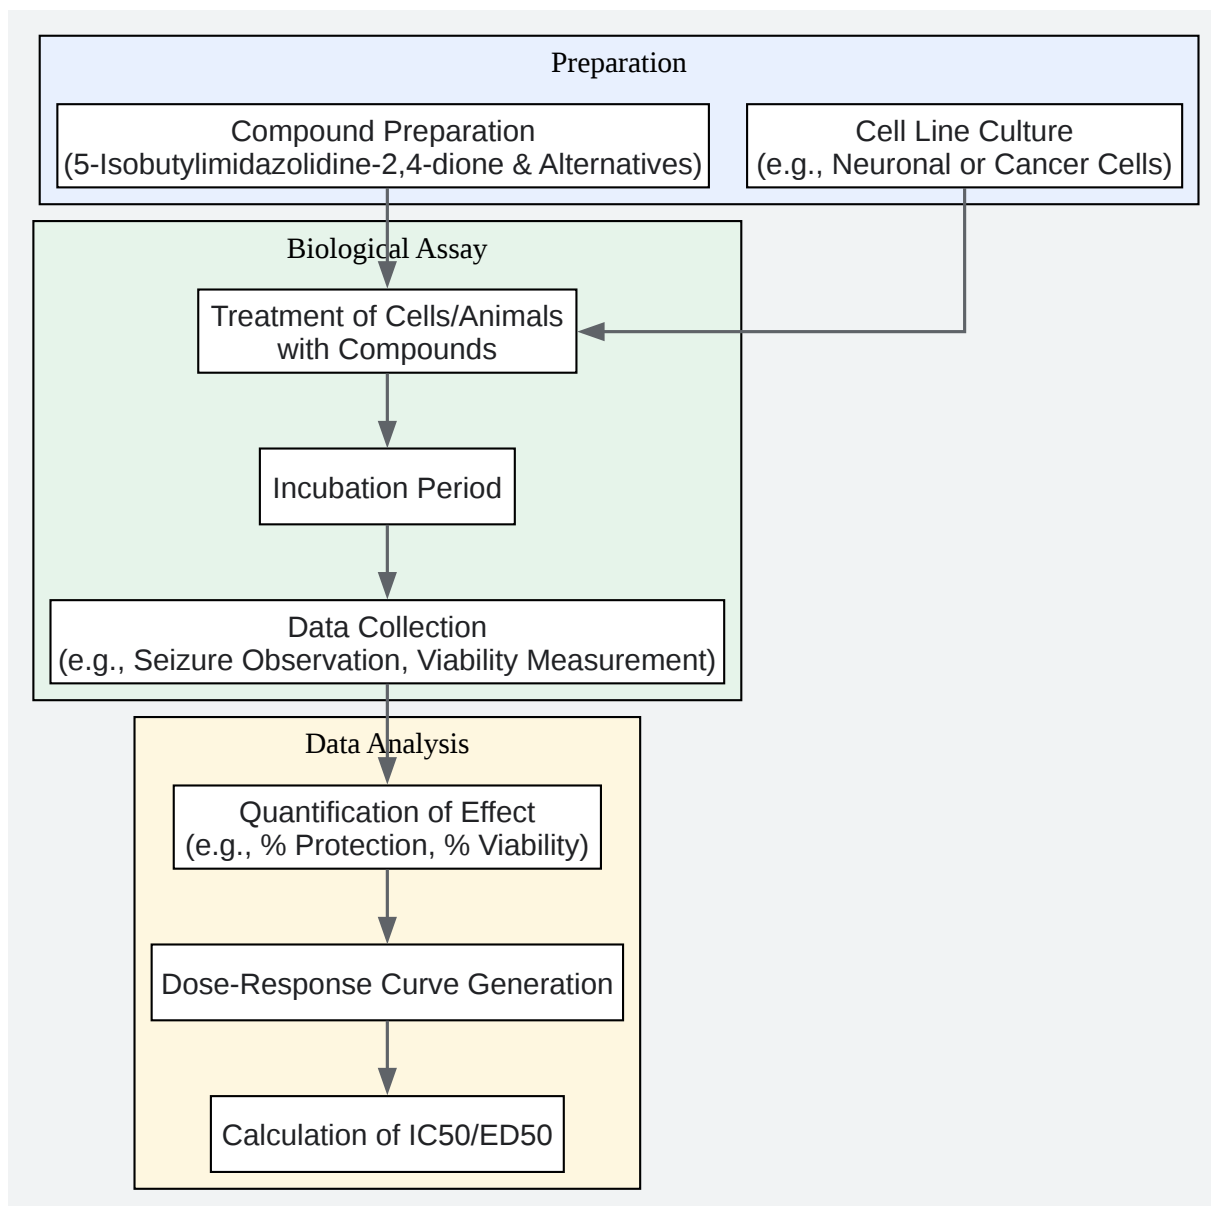 Preparation
Compound Preparation
(5-Isobutylimidazolidine-2,4-dione & Alternatives)
Cell Line Culture
(e.g., Neuronal or Cancer Cells)
Biological Assay
Treatment of Cells/Animals
with Compounds
Incubation Period
Data Collection
(e.g., Seizure Observation, Viability Measurement)
Data Analysis
Quantification of Effect
(e.g., % Protection, % Viability)
Dose-Response Curve Generation
Calculation of IC50/ED50